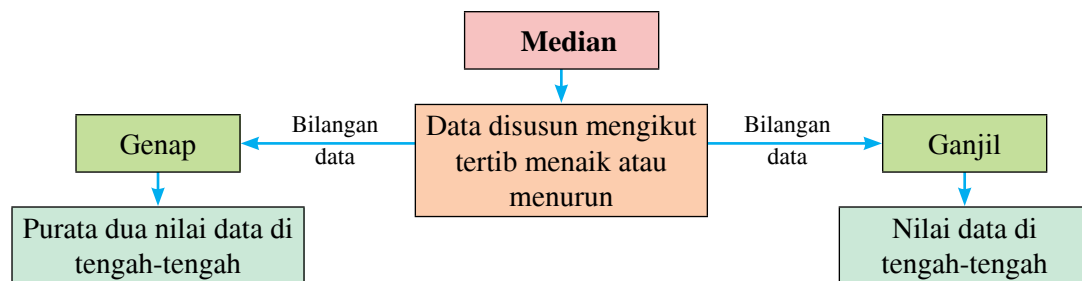 Median
Data disusun mengikut
tertib menaik atau
menurun
Bilangan
data
Genap
Purata dua nilai data di
tengah-tengah
Bilangan
data
Ganjil
Nilai data di
tengah-tengah